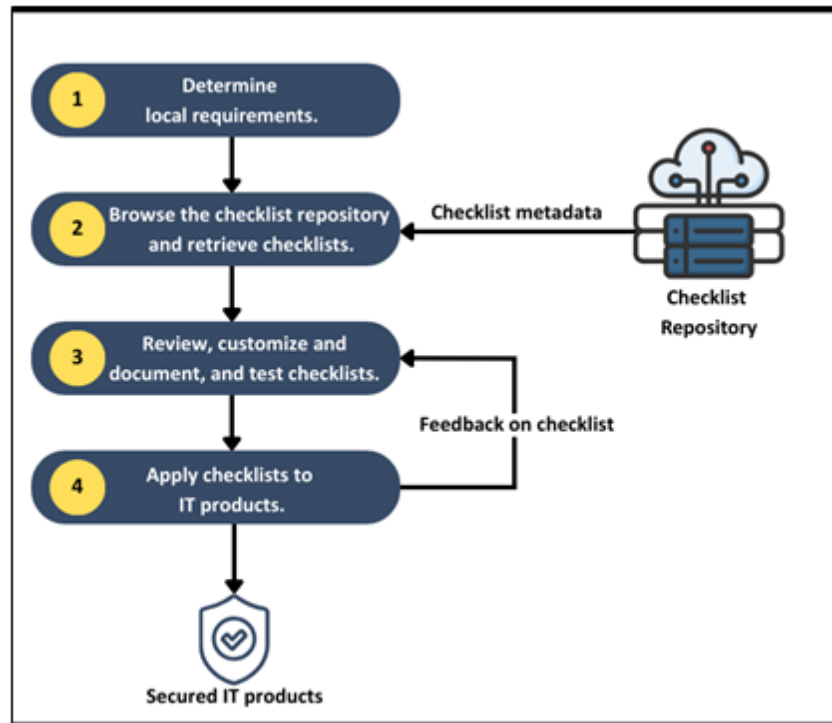 1
Determine
local requirements.
2
Browse the checklist repository
and retrieve checklists.
Checklist metadata
Checklist
Repository
3
Review, customize and
document, and test checklists.
Feedback on checklist
4
Apply checklists to
IT products.
Secured IT products